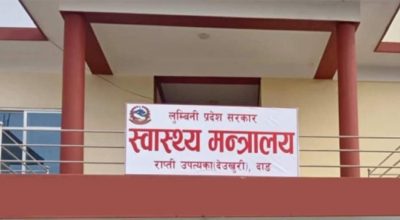 लुम्बिनी प्रदेश सरकार
स्वास्थ्य मन्त्रालय
राप्ती उपत्यका(देउखुरी), दाङ